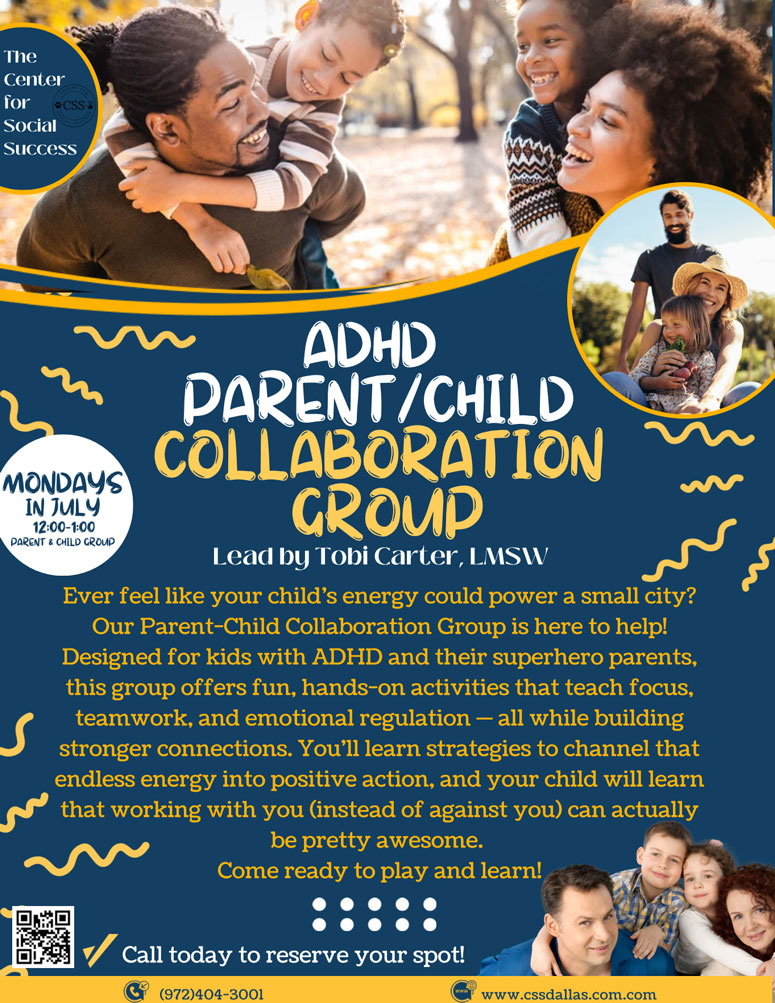 The
Center
for
Social
Success
CSS
ADHD
PARENT/CHILD
COLLABORATION
GROUP
Lead by Tobi Carter, LMSW
MONDAYS
IN JULY
12:00-1:00
PARENT & CHILD GROUP
Ever feel like your child's energy could power a small city?
Our Parent-Child Collaboration Group is here to help!
Designed for kids with ADHD and their superhero parents,
this group offers fun, hands-on activities that teach focus,
teamwork, and emotional regulation — all while building
stronger connections. You'll learn strategies to channel that
endless energy into positive action, and your child will learn
that working with you (instead of against you) can actually
be pretty awesome.
Come ready to play and learn!
Call today to reserve your spot!
(972)404-3001
www.cssdallas.com.com